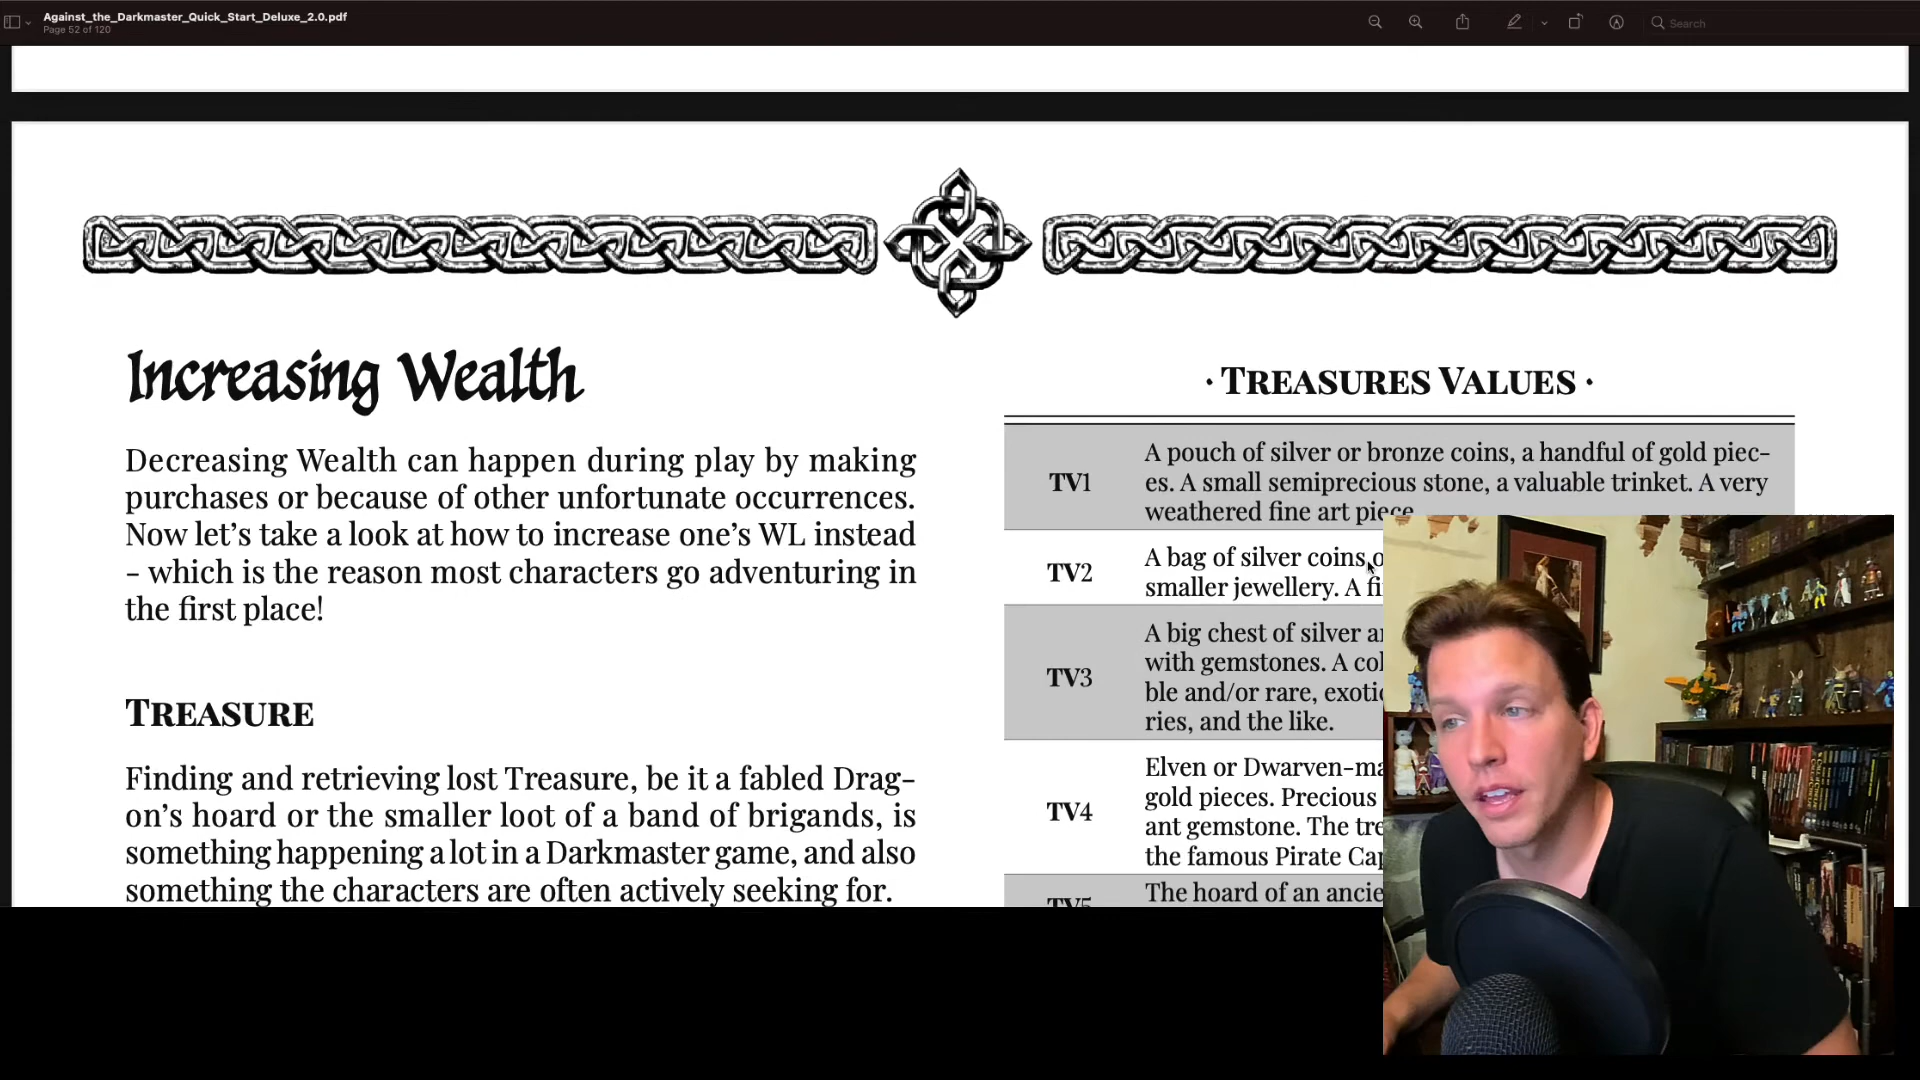 Against_the_Darkmaster_Quick_Start_Deluxe_2.0.pdf
Page 52 of 120
Search
Increasing Wealth
Decreasing Wealth can happen during play by making
purchases or because of other unfortunate occurrences.
Now let's take a look at how to increase one's WL instead
– which is the reason most characters go adventuring in
the first place!
TREASURE
Finding and retrieving lost Treasure, be it a fabled Drag-
on's hoard or the smaller loot of a band of brigands, is
something happening a lot in a Darkmaster game, and also
something the characters are often actively seeking for.
· TREASURES VALUES ·
TV1
A pouch of silver or bronze coins, a handful of gold piec-
es. A small semiprecious stone, a valuable trinket. A very
weathered fine art piece
TV2
A bag of silver coins
smaller jewellery. A
TV3
A big chest of silver
with gemstones. A
ble and/or rare,
ries, and the like.
TV4
Elven or
gold pieces. Precious
ant gemstone. The
the famous Pirate
TV5
The hoard of an